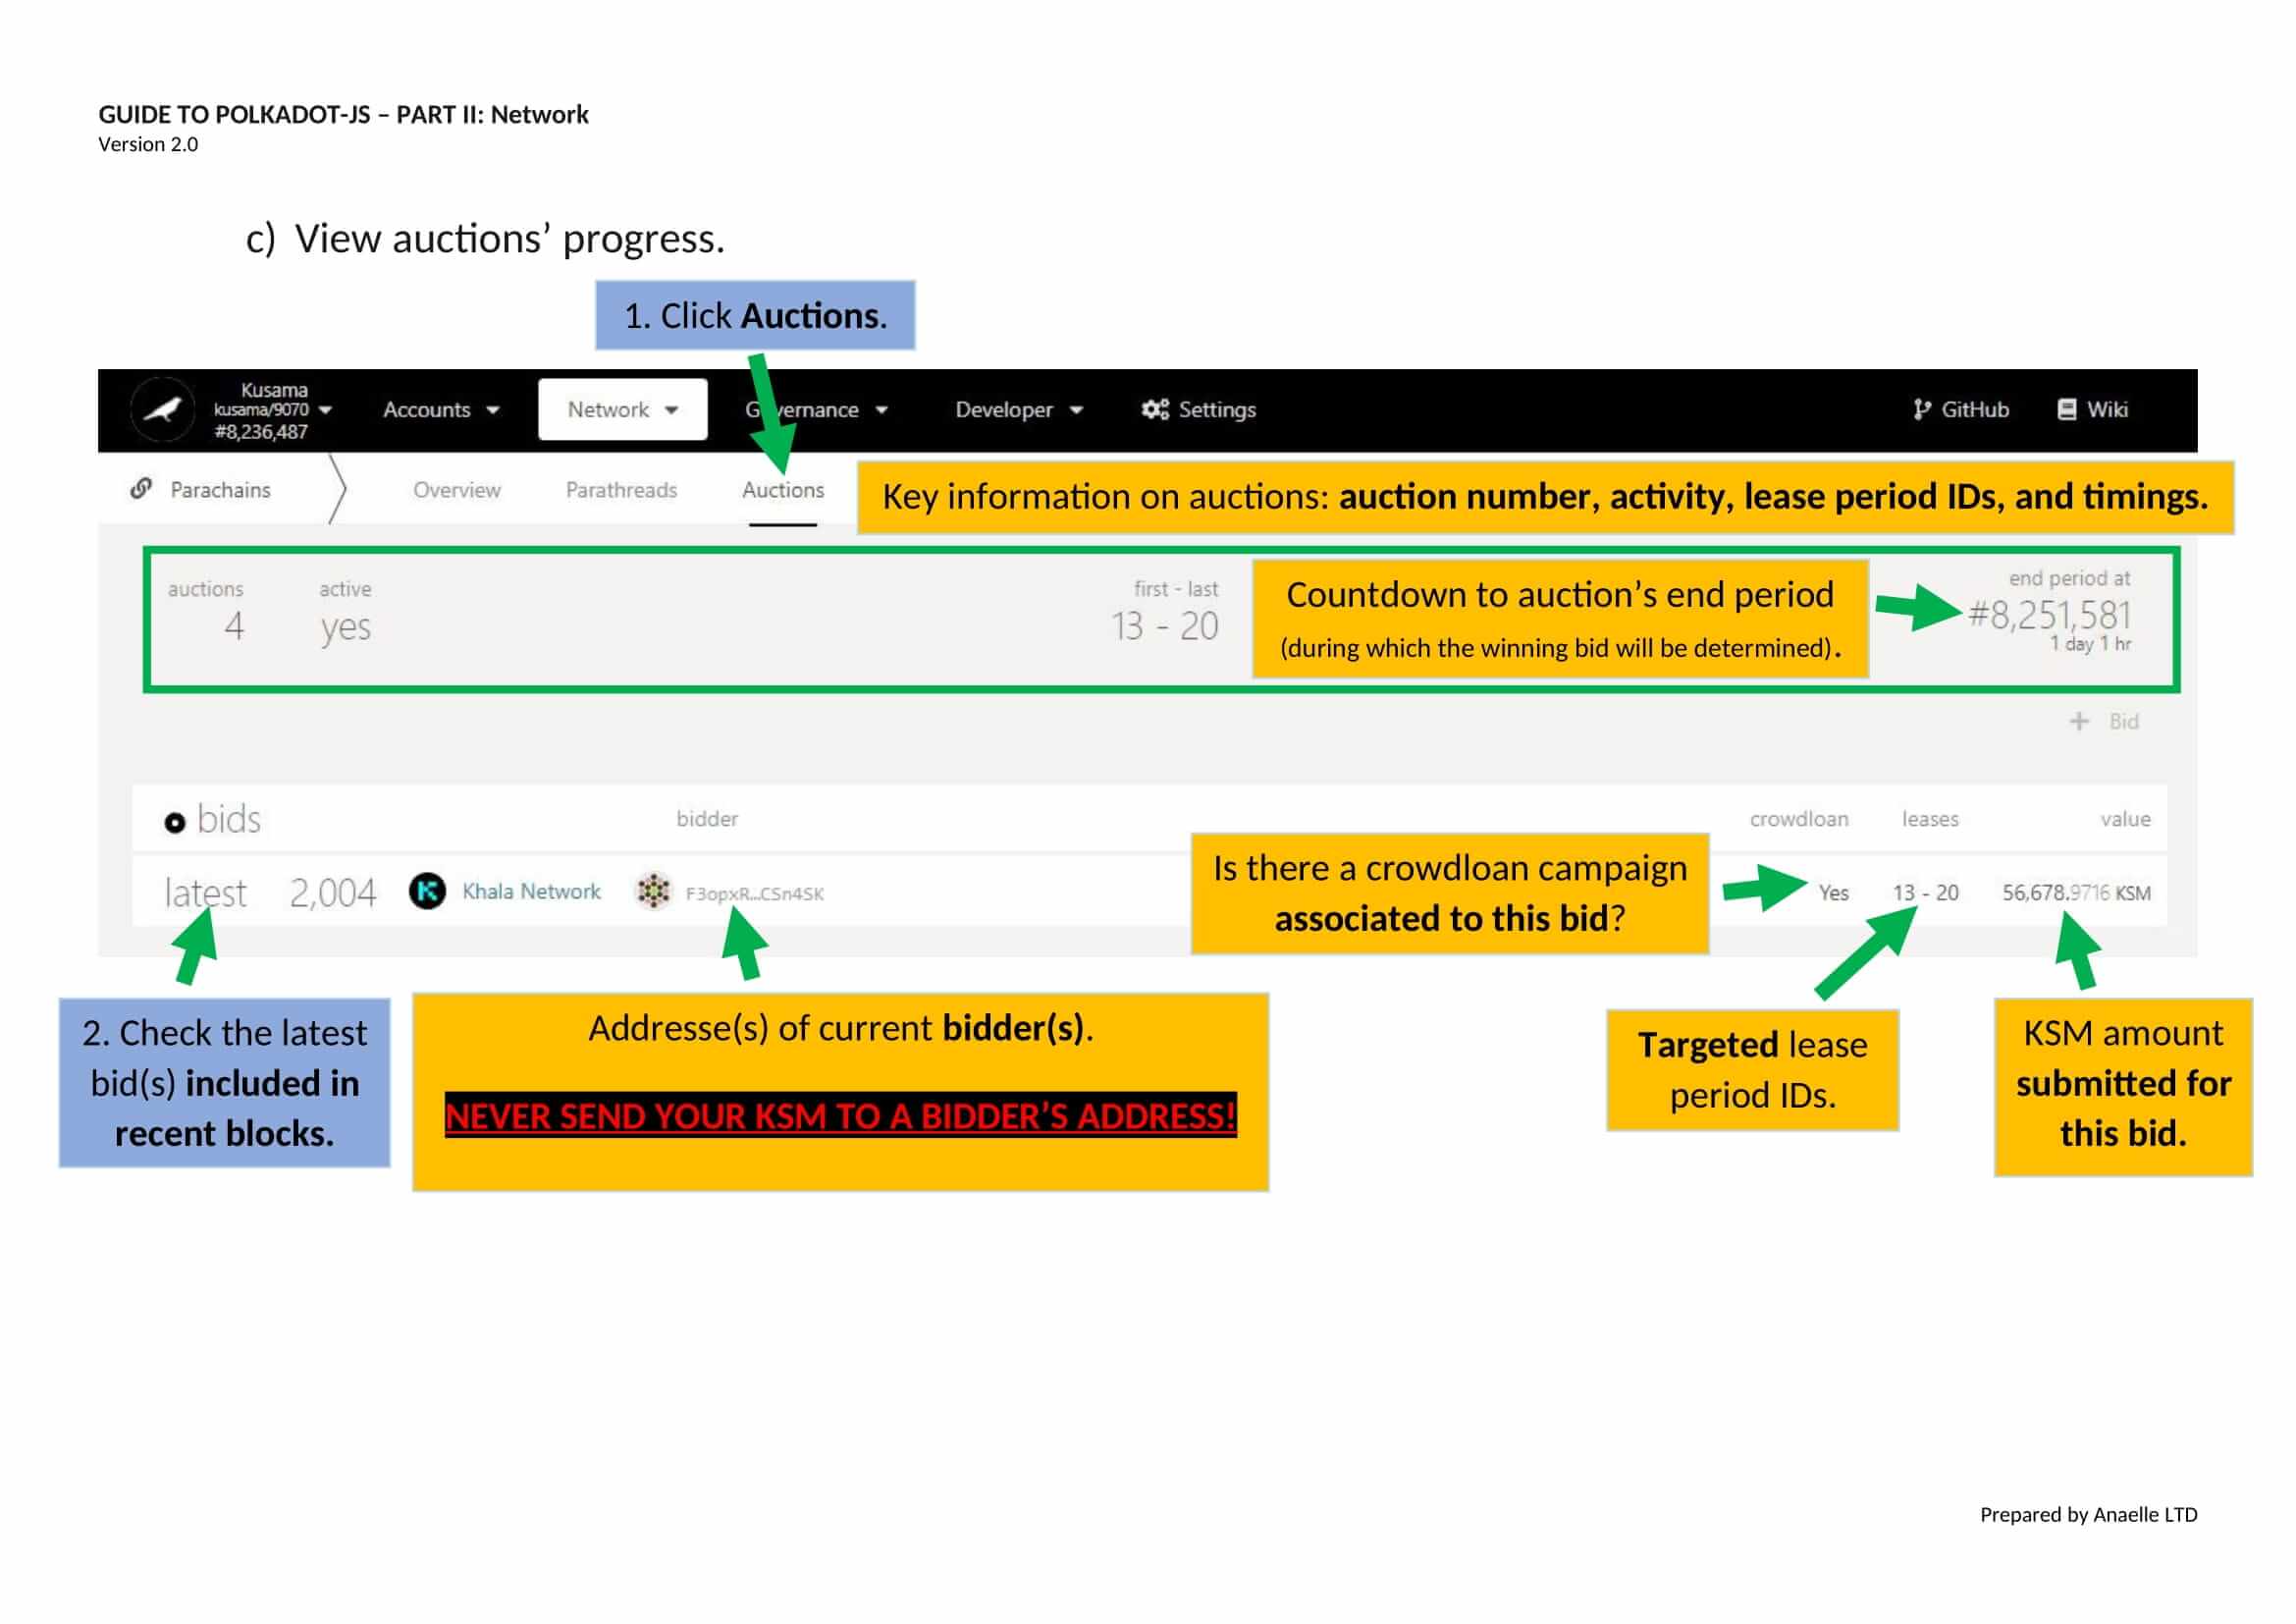 GUIDE TO POLKADOT-JS – PART II: Network
Version 2.0
c) View auctions’ progress.
1. Click Auctions.
Kusama
kusama/9070
#8,236,487
Accounts
Network
Governance
Developer
Settings
GitHub
Wiki
Parachains
Overview
Parathreads
Auctions
Key information on auctions: auction number, activity, lease period IDs, and timings.
auctions
4
active
yes
first - last
13 - 20
Countdown to auction’s end period
(during which the winning bid will be determined).
end period at
#8,251,581
1 day 1 hr
+ Bid
bids
bidder
crowdloan
leases
value
latest
2,004
Khala Network
F3opxR...CSn4SK
Is there a crowdloan campaign
associated to this bid?
Yes
13 - 20
56,678.9716 KSM
2. Check the latest
bid(s) included in
recent blocks.
Addresse(s) of current bidder(s).
NEVER SEND YOUR KSM TO A BIDDER’S ADDRESS!
Targeted lease
period IDs.
KSM amount
submitted for
this bid.
Prepared by Anaelle LTD